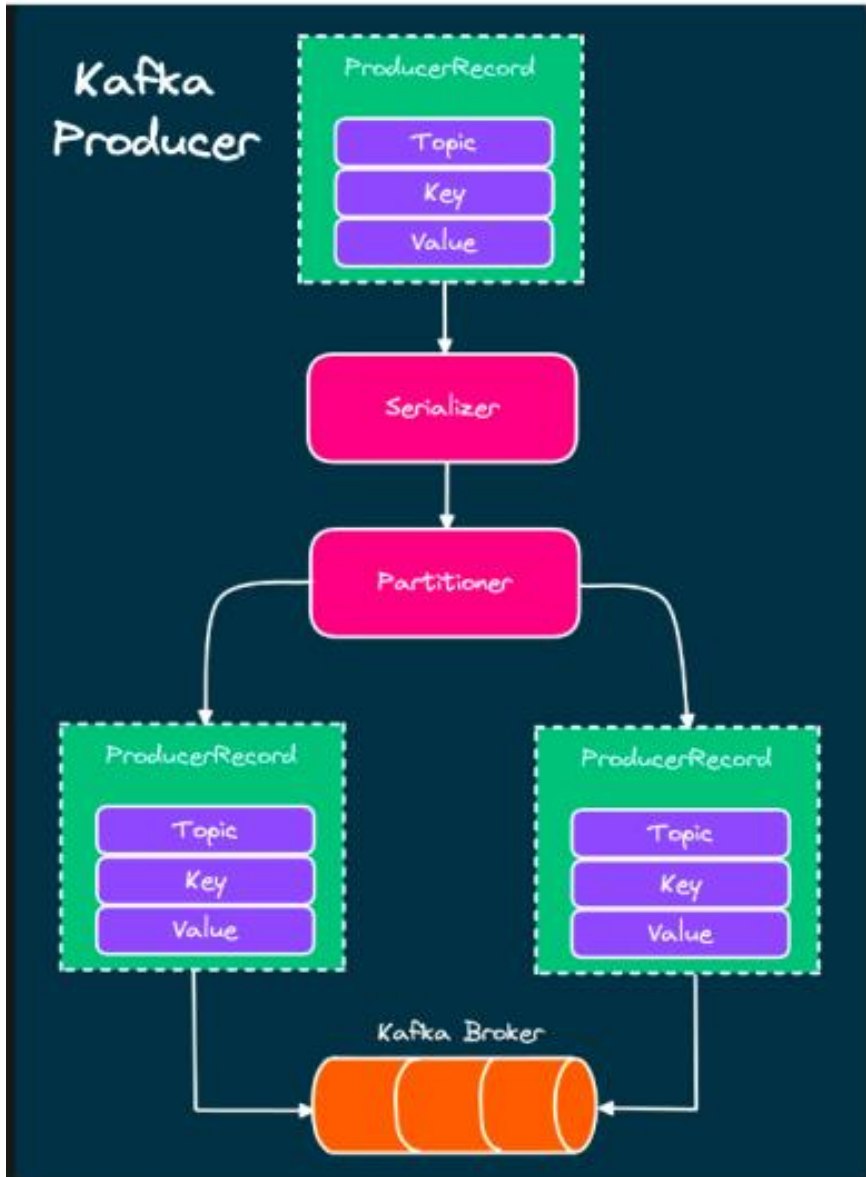 Kafka
Producer
ProducerRecord
Topic
Key
Value
Serializer
Partitioner
ProducerRecord
Topic
Key
Value
ProducerRecord
Topic
Key
Value
Kafka Broker